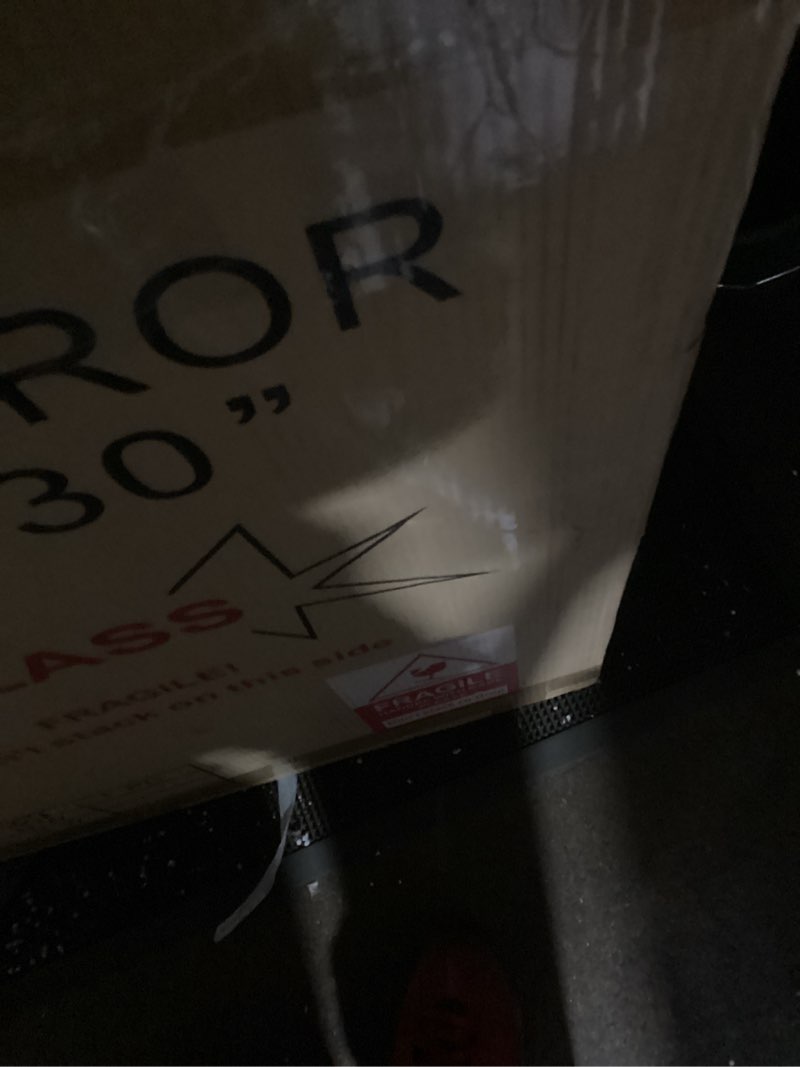 ROR
30”
LASS
FRAGILE!
stack on this side
FRAGILE